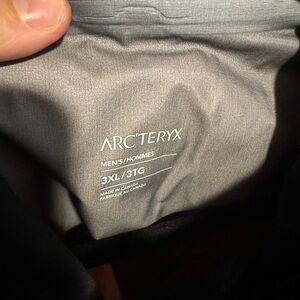 ARC'TERYX
MEN'S/HOMMES
3XL/3TG
MADE IN CANADA
FABRIQUÉ AU CANADA